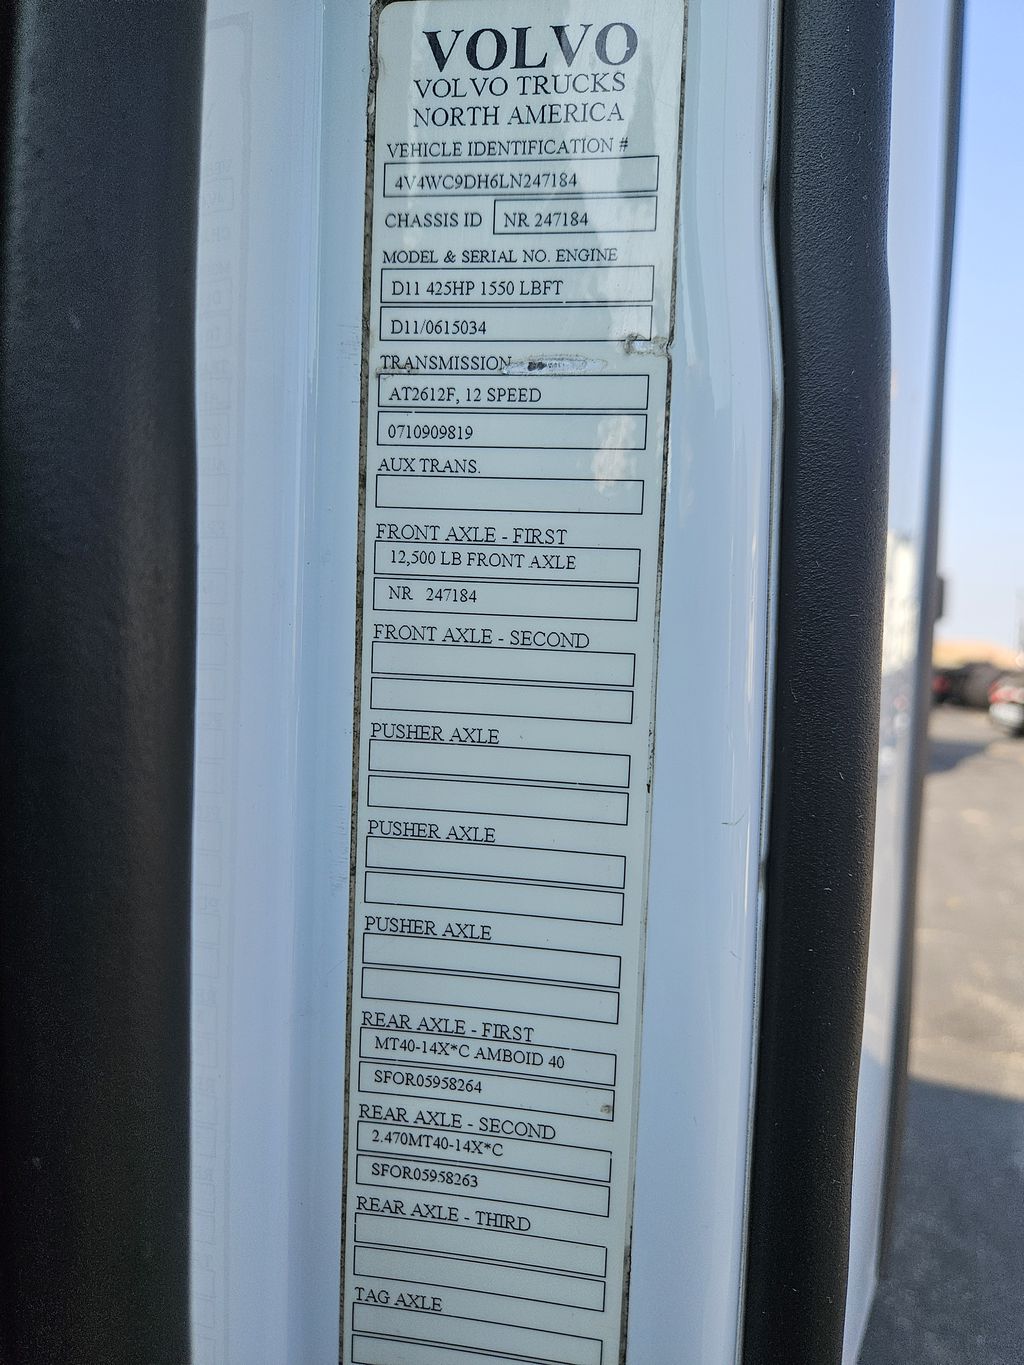 VOLVO
VOLVO TRUCKS
NORTH AMERICA
VEHICLE IDENTIFICATION #
4V4WC9DH6LN247184
CHASSIS ID NR 247184
MODEL & SERIAL NO. ENGINE
D11 425HP 1550 LBFT
D11/0615034
TRANSMISSION
AT2612F, 12 SPEED
0710909819
AUX TRANS.
FRONT AXLE - FIRST
12,500 LB FRONT AXLE
NR 247184
FRONT AXLE - SECOND
PUSHER AXLE
PUSHER AXLE
PUSHER AXLE
REAR AXLE - FIRST
MT40-14X*C AMBOID 40
SFOR05958264
REAR AXLE - SECOND
2.470MT40-14X*C
SFOR05958263
REAR AXLE - THIRD
TAG AXLE